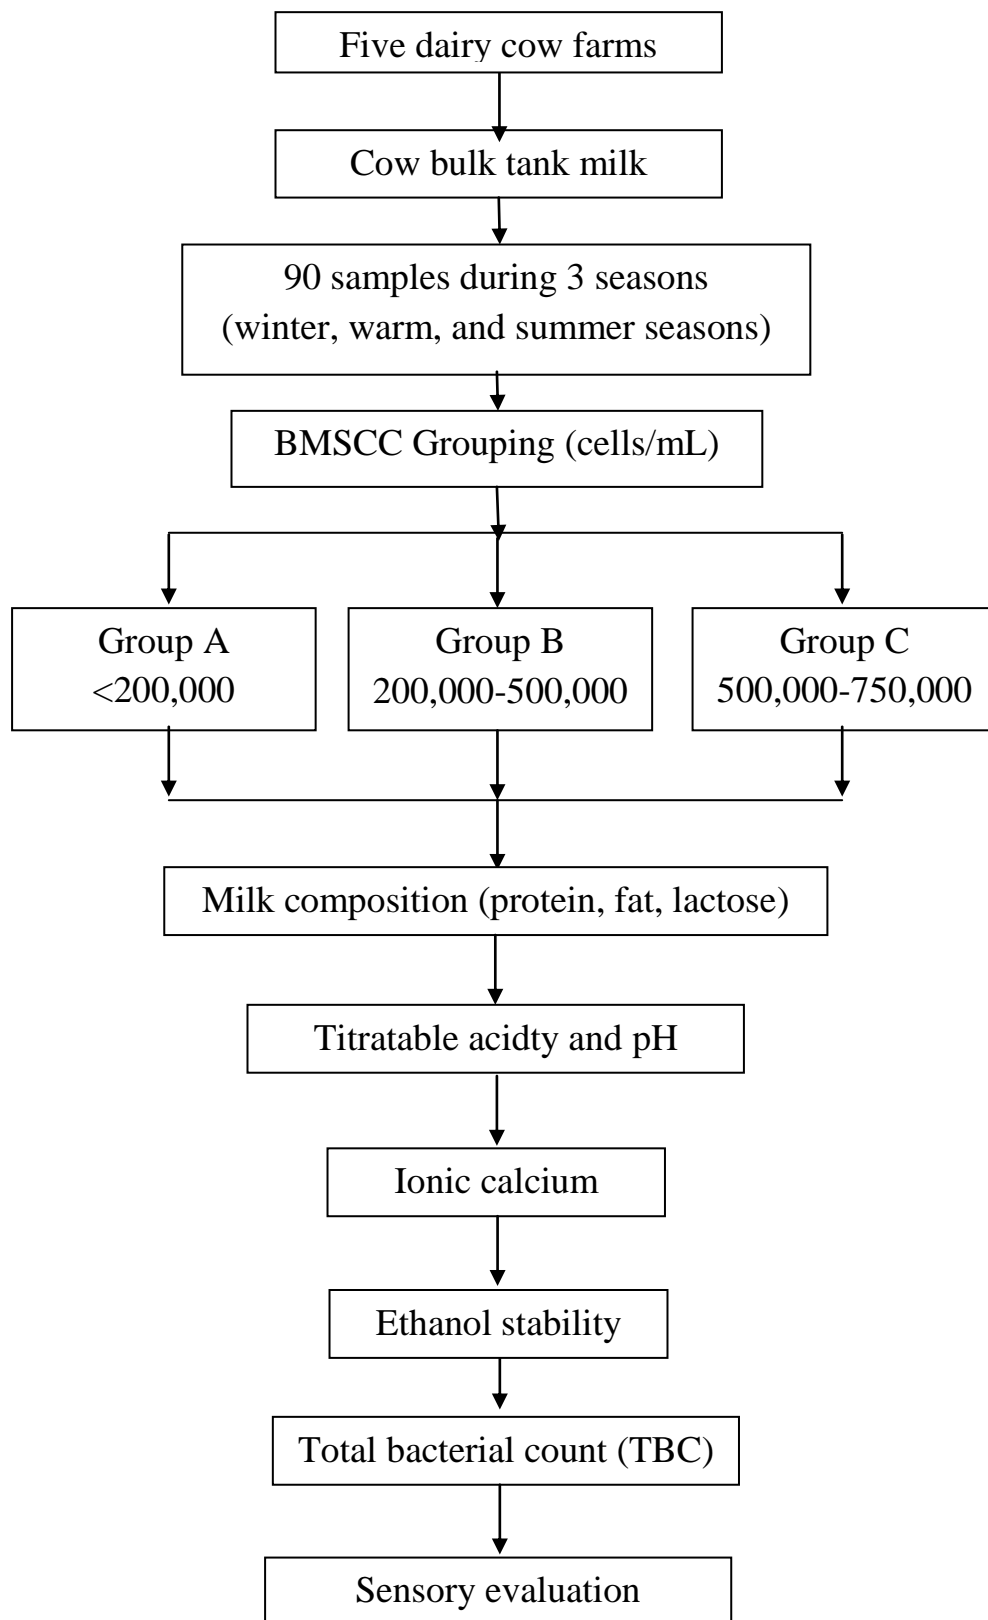 Five dairy cow farms
Cow bulk tank milk
90 samples during 3 seasons
(winter, warm, and summer seasons)
BMSCC Grouping (cells/mL)
Group A
<200,000
Group B
200,000-500,000
Group C
500,000-750,000
Milk composition (protein, fat, lactose)
Titratable acidty and pH
Ionic calcium
Ethanol stability
Total bacterial count (TBC)
Sensory evaluation